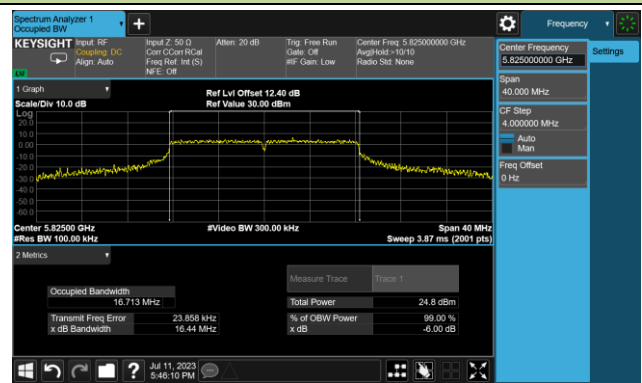 Spectrum Analyzer 1
Occupied BW
Frequency
KEYSIGHT
Input: RF
Coupling: DC
Align: Auto
Input Z: 50 Ω
Corr CCorr RCal
Freq Ref: Int (S)
NFE: Off
Atten: 20 dB
Trig: Free Run
Gate: Off
#IF Gain: Low
Center Freq: 5.825000000 GHz
Avg|Hold:>10/10
Radio Std: None
LVI
Center Frequency
5.825000000 GHz
Settings
Span
40.000 MHz
CF Step
4.000000 MHz
Auto
Man
Freq Offset
0 Hz
1 Graph
Scale/Div 10.0 dB
Ref Lvl Offset 12.40 dB
Ref Value 30.00 dBm
Log
20.0
10.0
0.00
-10.0
-20.0
-30.0
-40.0
-50.0
-60.0
Center 5.82500 GHz
#Res BW 100.00 kHz
#Video BW 300.00 kHz
Span 40 MHz
Sweep 3.87 ms (2001 pts)
2 Metrics
Measure Trace
Trace 1
Occupied Bandwidth
16.713 MHz
Total Power
24.8 dBm
Transmit Freq Error
23.858 kHz
% of OBW Power
99.00 %
x dB Bandwidth
16.44 MHz
x dB
-6.00 dB
?
Jul 11, 2023
5:46:10 PM